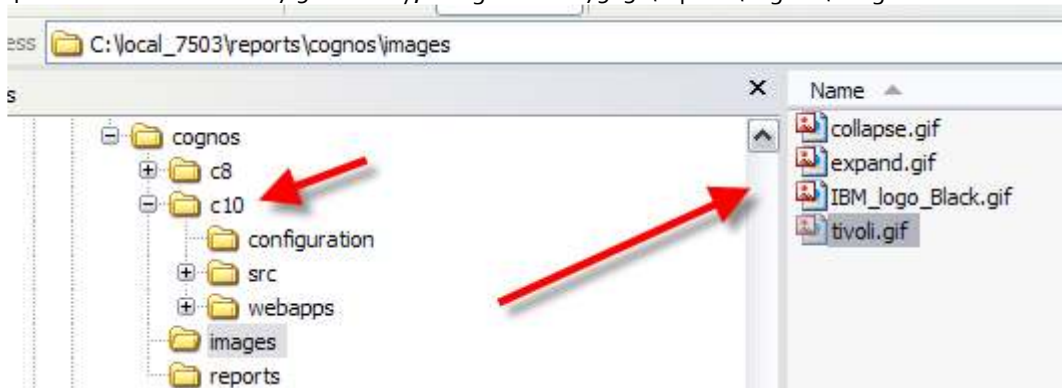 ess C:\local_7503\reports\cognos\images
s x Name
cognos
c8
c10
configuration
src
webapps
images
reports
collapse.gif
expand.gif
IBM_logo_Black.gif
tivoli.gif